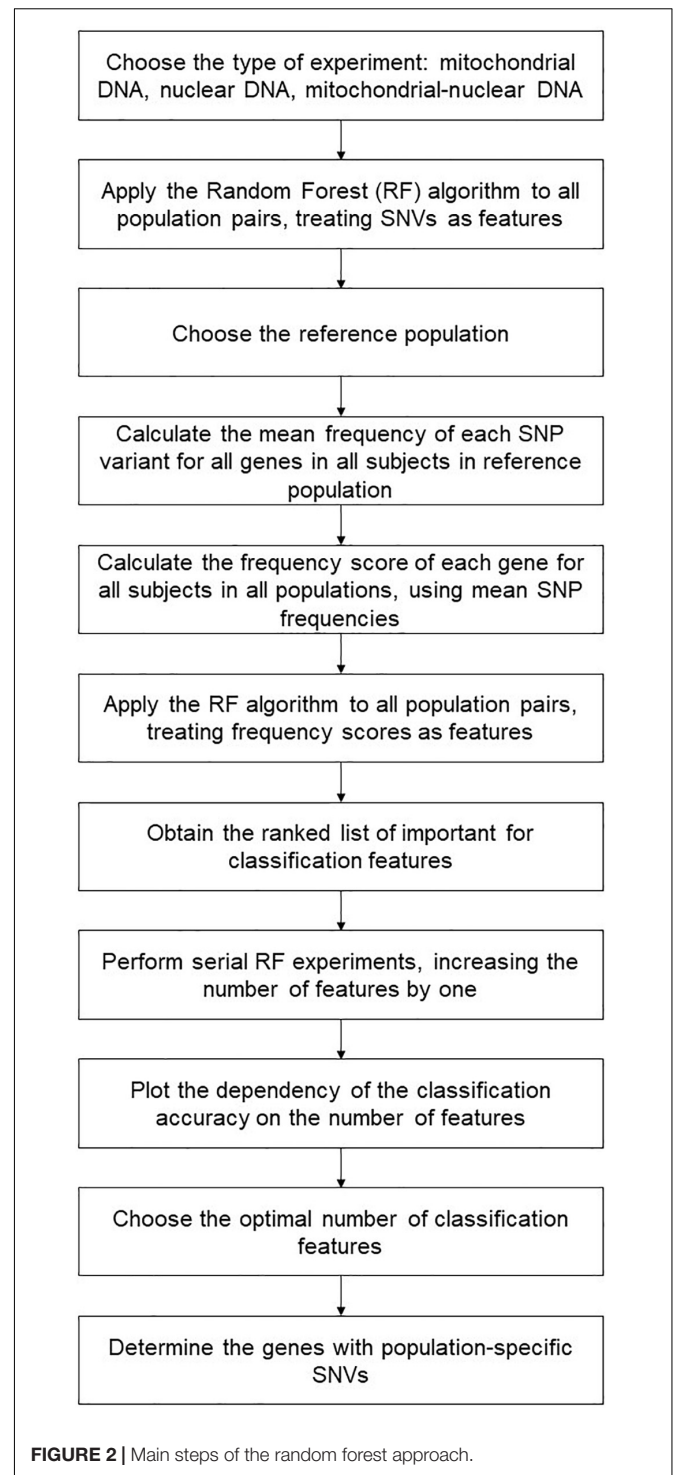 Choose the type of experiment: mitochondrial
DNA, nuclear DNA, mitochondrial-nuclear DNA
Apply the Random Forest (RF) algorithm to all
population pairs, treating SNVs as features
Choose the reference population
Calculate the mean frequency of each SNP
variant for all genes in all subjects in reference
population
Calculate the frequency score of each gene for
all subjects in all populations, using mean SNP
frequencies
Apply the RF algorithm to all population pairs,
treating frequency scores as features
Obtain the ranked list of important for
classification features
Perform serial RF experiments, increasing the
number of features by one
Plot the dependency of the classification
accuracy on the number of features
Choose the optimal number of classification
features
Determine the genes with population-specific
SNVs
FIGURE 2 | Main steps of the random forest approach.